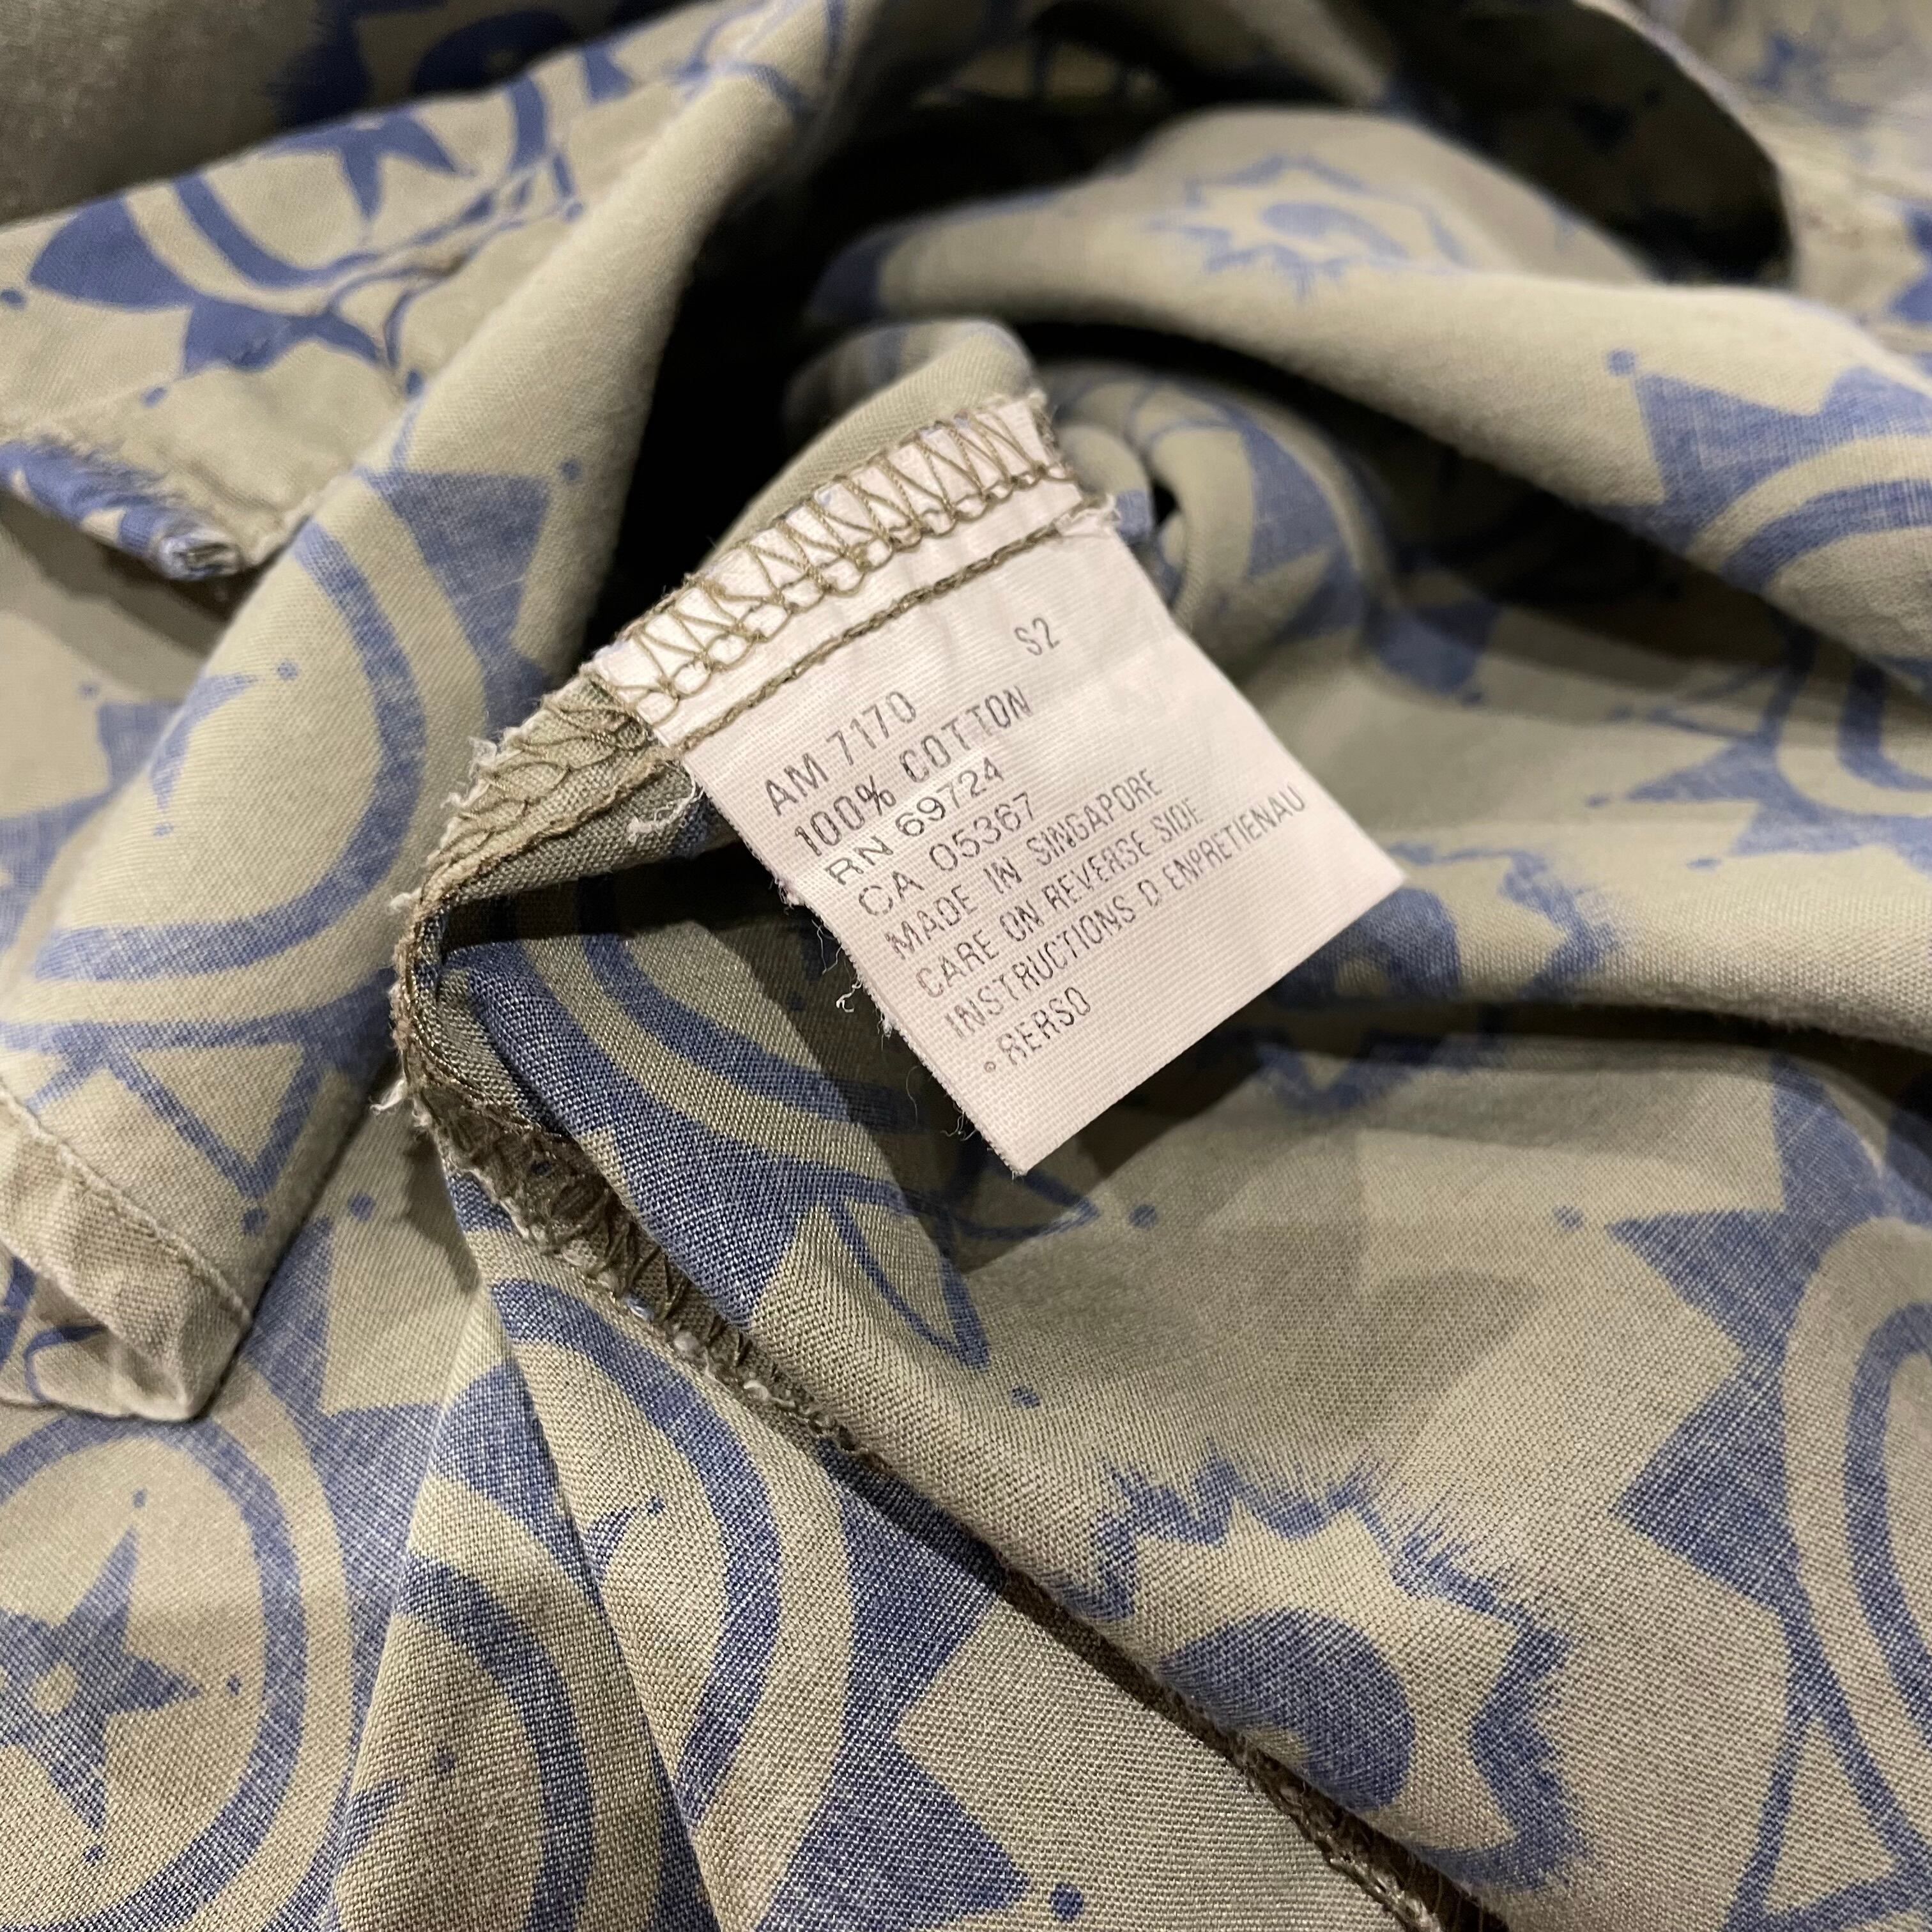 S2
AM 7170
100% COTTON
RN 69724
CA 05367
MADE IN SINGAPORE
CARE ON REVERSE SIDE
INSTRUCTIONS D ENPRETIENAU
°RERSO